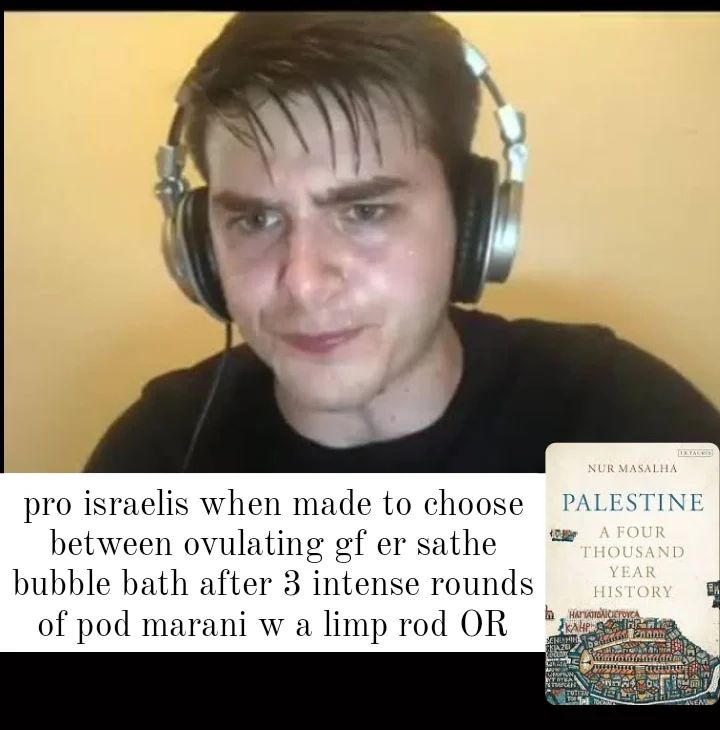 pro israelis when made to choose
between ovulating gf er sathe
bubble bath after 3 intense rounds
of pod marani w a limp rod OR
I.B.TAURIS
NUR MASALHA
PALESTINE
A FOUR
THOUSAND
YEAR
HISTORY